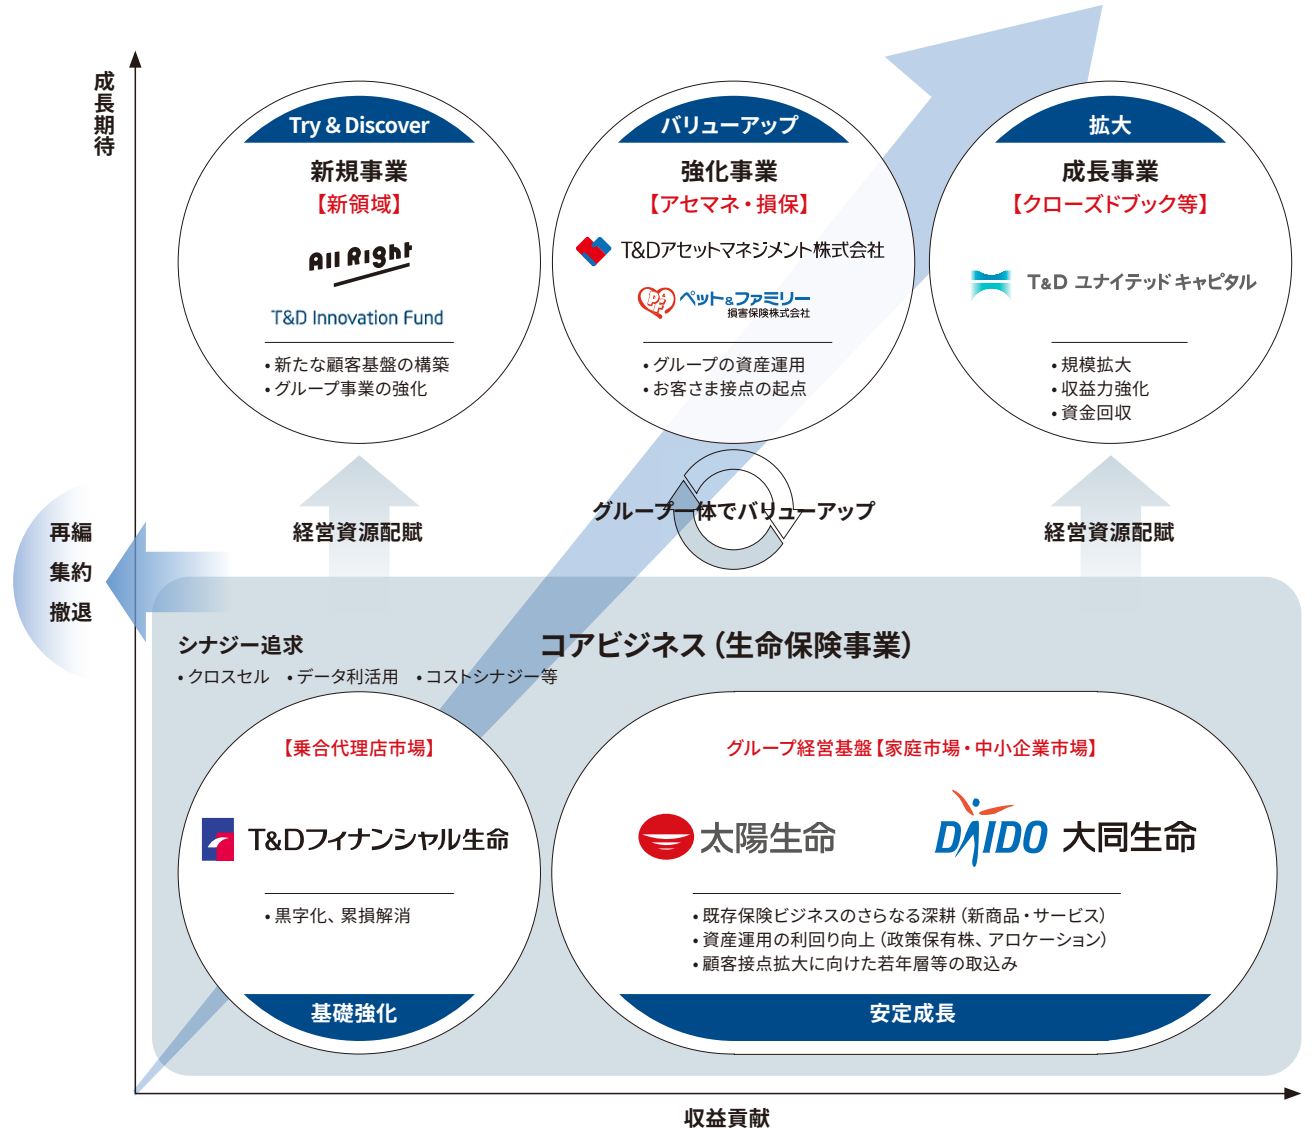 成長期待
Try & Discover
新規事業
【新領域】
All Right
T&D Innovation Fund
• 新たな顧客基盤の構築
• グループ事業の強化
バリューアップ
強化事業
【アセマネ・損保】
T&Dアセットマネジメント株式会社
ペット&ファミリー
損害保険株式会社
• グループの資産運用
• お客さま接点の起点
拡大
成長事業
【クローズドブック等】
T&D ユナイテッド キャピタル
• 規模拡大
• 収益力強化
• 資金回収
経営資源配賦
グループ一体でバリューアップ
経営資源配賦
再編
集約
撤退
シナジー追求
• クロスセル • データ利活用 • コストシナジー等
コアビジネス（生命保険事業）
【乗合代理店市場】
T&Dフィナンシャル生命
• 黒字化、累損解消
基礎強化
グループ経営基盤【家庭市場・中小企業市場】
太陽生命
DAIDO 大同生命
• 既存保険ビジネスのさらなる深耕（新商品・サービス）
• 資産運用の利回り向上（政策保有株、アロケーション）
• 顧客接点拡大に向けた若年層等の取込み
安定成長
収益貢献